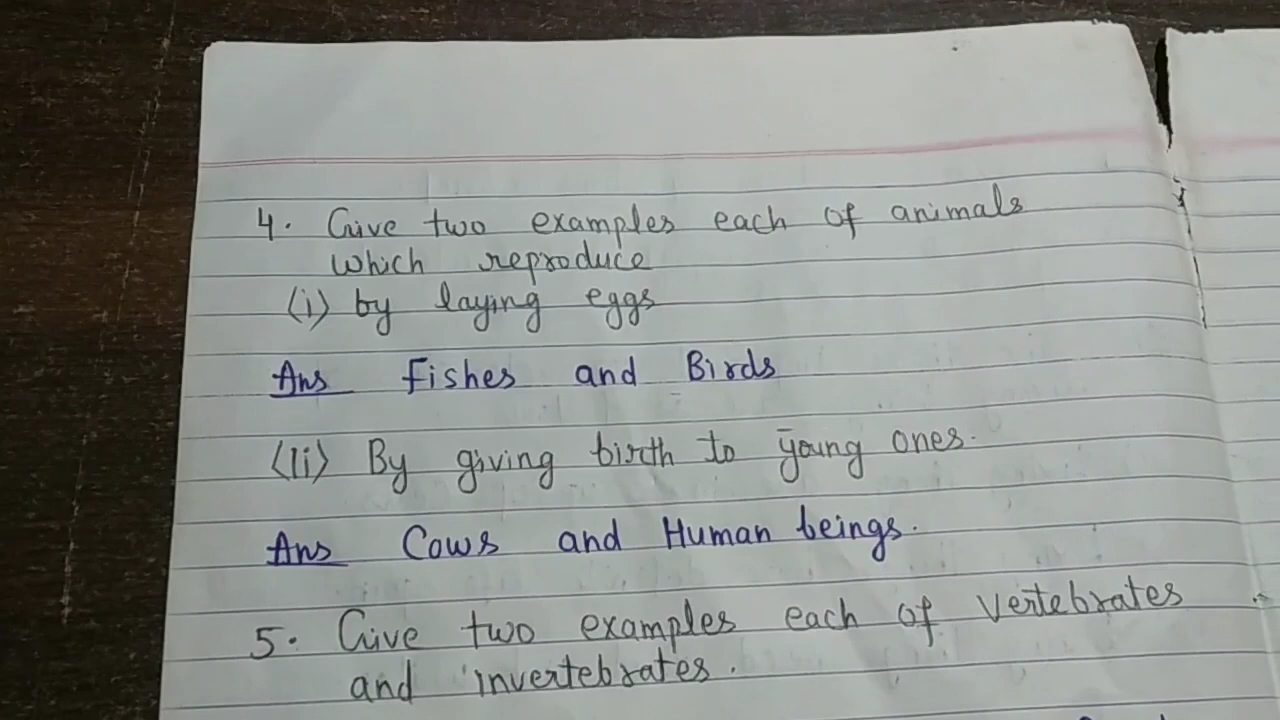 4. Give two examples each of animals
which reproduce
(i) by laying eggs
Ans Fishes and Birds
(ii) By giving birth to young ones.
Ans Cows and Human beings.
5. Give two examples each of vertebrates
and invertebrates.